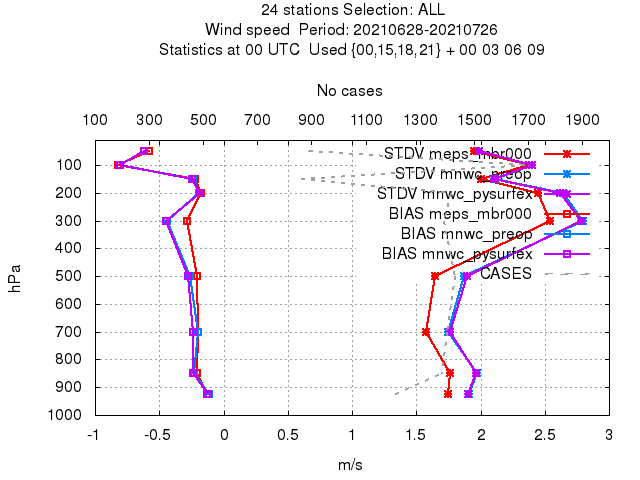 24 stations Selection: ALL
Wind speed Period: 20210628-20210726
Statistics at 00 UTC Used {00,15,18,21} + 00 03 06 09
No cases
100 300 500 700 900 1100 1300 1500 1700 1900
STDV meps_mbr000
100
STDV mnwc_preop
200
STDV mnwc_pysurfex
BIAS meps_mbr000
300
BIAS mnwc_preop
400
BIAS mnwc_pysurfex
500
CASES
600
700
800
900
1000
hPa
-1 -0.5 0 0.5 1 1.5 2 2.5 3
m/s